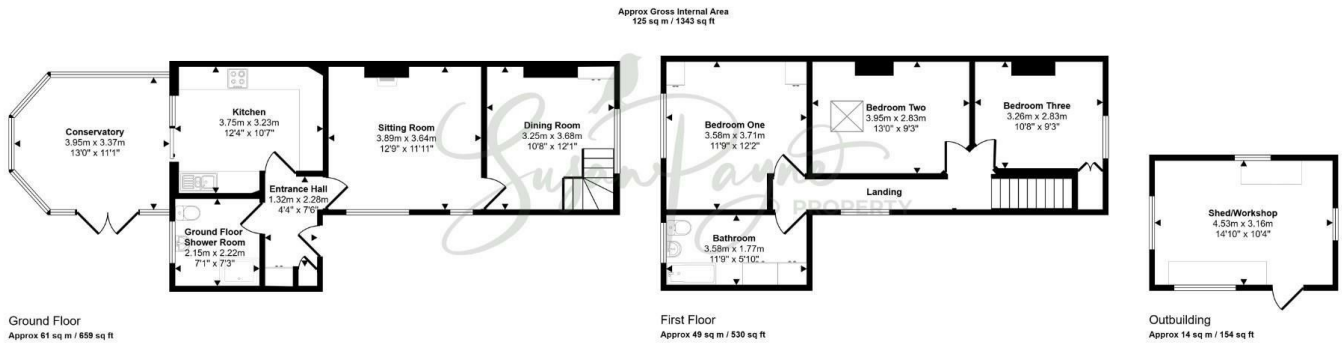 Approx Gross Internal Area
125 sq m / 1343 sq ft
Conservatory
3.95m x 3.37m
13'0" x 11'1"
Kitchen
3.75m x 3.23m
12'4" x 10'7"
Sitting Room
3.89m x 3.64m
12'9" x 11'11"
Dining Room
3.25m x 3.68m
10'8" x 12'1"
Entrance Hall
1.32m x 2.28m
4'4" x 7'6"
Ground Floor
Shower Room
2.15m x 2.22m
7'1" x 7'3"
Ground Floor
Approx 61 sq m / 659 sq ft
Bedroom One
3.58m x 3.71m
11'9" x 12'2"
Bedroom Two
3.95m x 2.83m
13'0" x 9'3"
Bedroom Three
3.26m x 2.83m
10'8" x 9'3"
Landing
Bathroom
3.58m x 1.77m
11'9" x 5'10"
First Floor
Approx 49 sq m / 530 sq ft
Shed/Workshop
4.53m x 3.16m
14'10" x 10'4"
Outbuilding
Approx 14 sq m / 154 sq ft
Susan Payne
PROPERTY